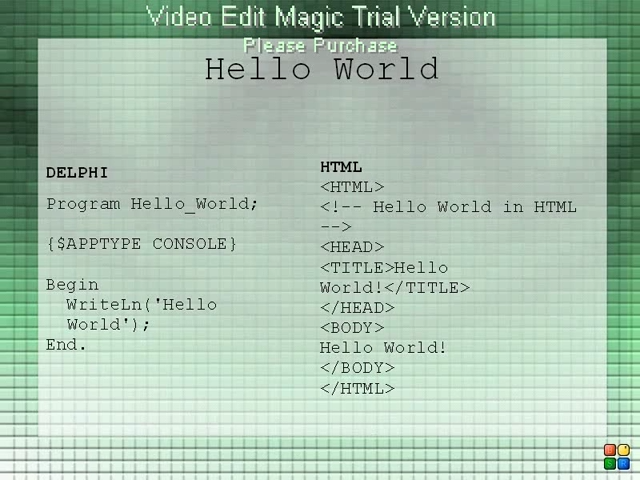 Video Edit Magic Trial Version
Please Purchase
Hello World
DELPHI
Program Hello_World;
{$APPTYPE CONSOLE}
Begin
WriteLn('Hello
World');
End.
HTML
<HTML>
<!-- Hello World in HTML
-->
<HEAD>
<TITLE>Hello
World!</TITLE>
</HEAD>
<BODY>
Hello World!
</BODY>
</HTML>